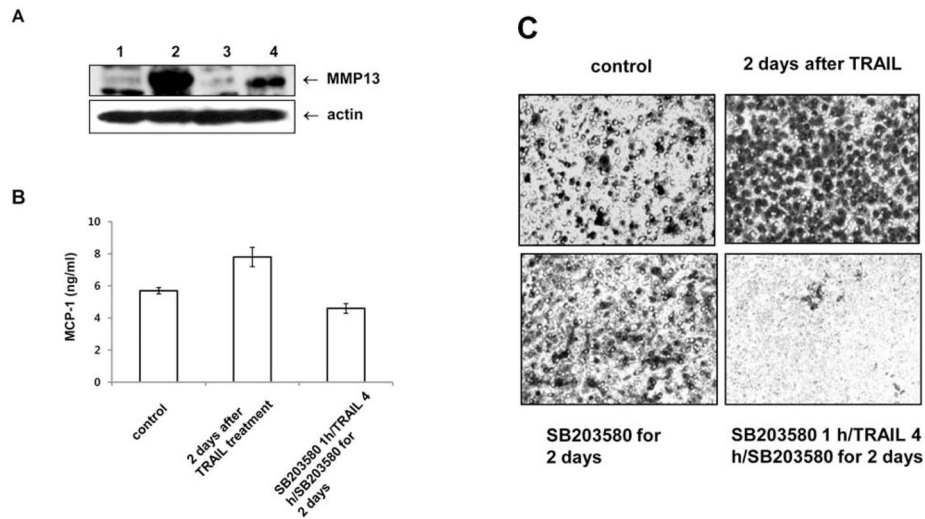 A
1 2 3 4
← MMP13
← actin
B
10
8
6
4
2
0
MCP-1 (ng/ml)
control
2 days after
TRAIL treatment
SB203580 1h/TRAIL 4
h/SB203580 for
2 days
C
control
2 days after TRAIL
SB203580 for
2 days
SB203580 1 h/TRAIL 4
h/SB203580 for 2 days